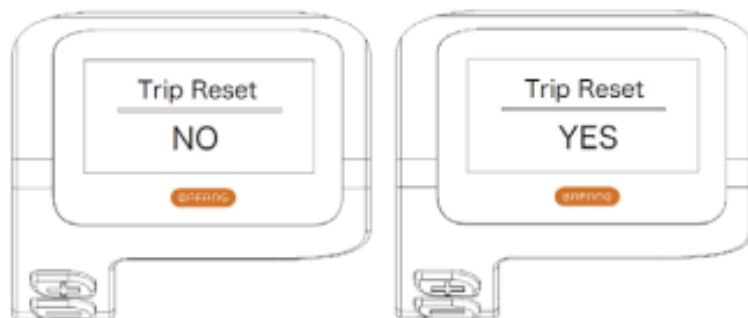 Trip Reset
NO
BAFANG
Trip Reset
YES
BAFANG